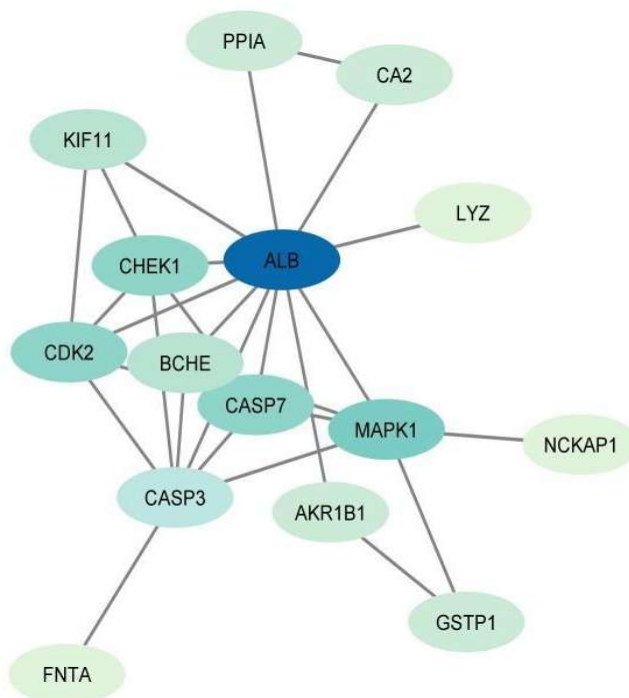 PPIA
CA2
KIF11
LYZ
CHEK1
ALB
CDK2
BCHE
CASP7
MAPK1
NCKAP1
CASP3
AKR1B1
GSTP1
FNTA